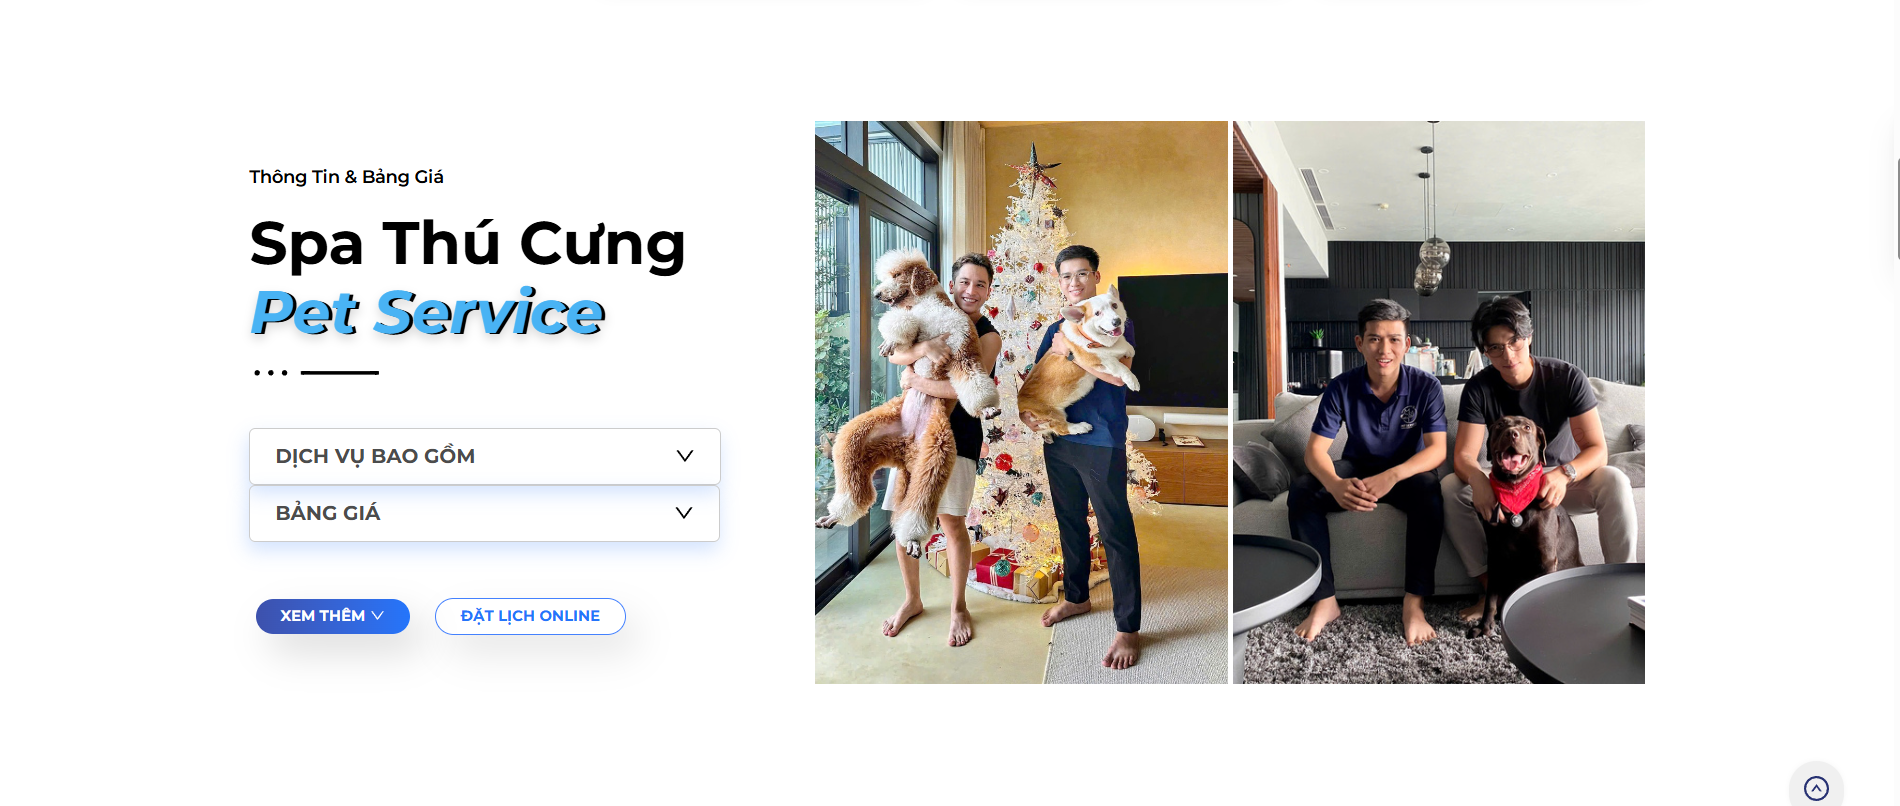 Thông Tin & Bảng Giá
Spa Thú Cưng
Pet Service
DỊCH VỤ BAO GỒM
BẢNG GIÁ
XEM THÊM
ĐẶT LỊCH ONLINE